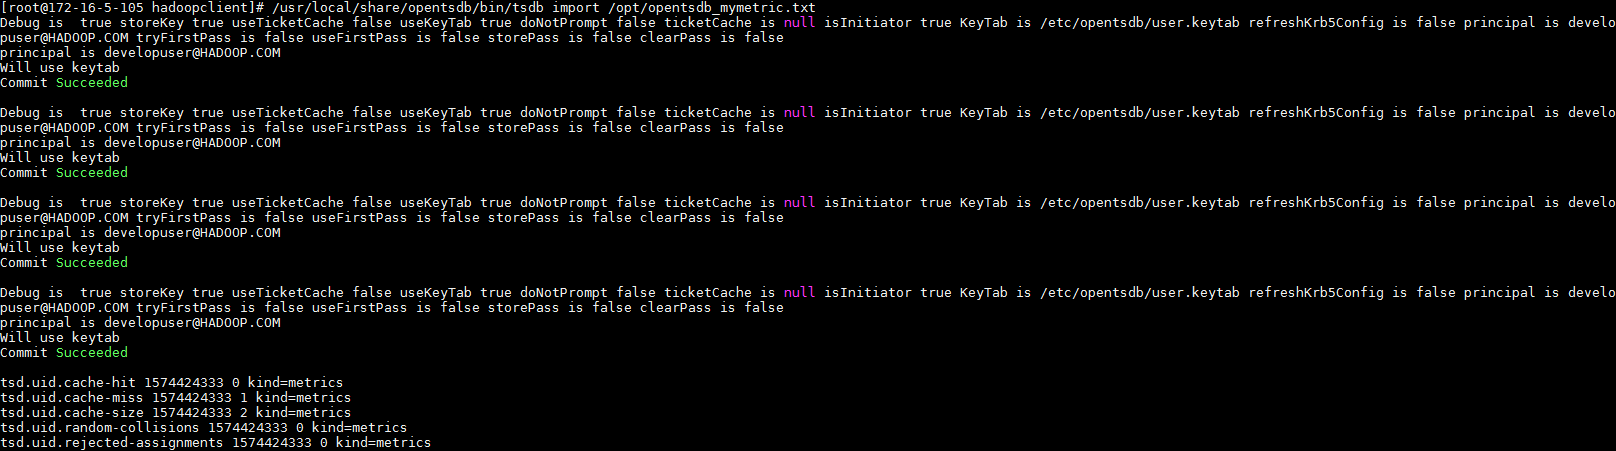 [root@172-16-5-105 hadoopclient]# /usr/local/share/opentsdb/bin/tsdb import /opt/opentsdb_mymetric.txt
Debug is  true storeKey true useTicketCache false useKeyTab true doNotPrompt false ticketCache is null isInitiator true KeyTab is /etc/opentsdb/user.keytab refreshKrb5Config is false principal is develo
puser@HADOOP.COM tryFirstPass is false useFirstPass is false storePass is false clearPass is false
principal is developuser@HADOOP.COM
Will use keytab
Commit Succeeded

Debug is  true storeKey true useTicketCache false useKeyTab true doNotPrompt false ticketCache is null isInitiator true KeyTab is /etc/opentsdb/user.keytab refreshKrb5Config is false principal is develo
puser@HADOOP.COM tryFirstPass is false useFirstPass is false storePass is false clearPass is false
principal is developuser@HADOOP.COM
Will use keytab
Commit Succeeded

Debug is  true storeKey true useTicketCache false useKeyTab true doNotPrompt false ticketCache is null isInitiator true KeyTab is /etc/opentsdb/user.keytab refreshKrb5Config is false principal is develo
puser@HADOOP.COM tryFirstPass is false useFirstPass is false storePass is false clearPass is false
principal is developuser@HADOOP.COM
Will use keytab
Commit Succeeded

Debug is  true storeKey true useTicketCache false useKeyTab true doNotPrompt false ticketCache is null isInitiator true KeyTab is /etc/opentsdb/user.keytab refreshKrb5Config is false principal is develo
puser@HADOOP.COM tryFirstPass is false useFirstPass is false storePass is false clearPass is false
principal is developuser@HADOOP.COM
Will use keytab
Commit Succeeded

tsd.uid.cache-hit 1574424333 0 kind=metrics
tsd.uid.cache-miss 1574424333 1 kind=metrics
tsd.uid.cache-size 1574424333 2 kind=metrics
tsd.uid.random-collisions 1574424333 0 kind=metrics
tsd.uid.rejected-assignments 1574424333 0 kind=metrics